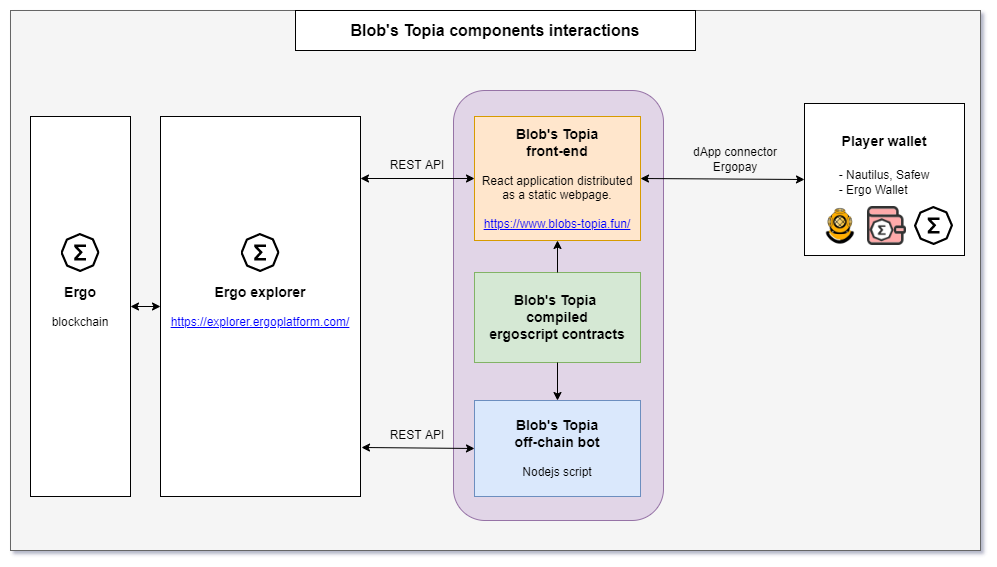 Blob's Topia components interactions
Ergo
blockchain
Ergo explorer
https://explorer.ergoplatform.com/
REST API
REST API
Blob's Topia
front-end
React application distributed
as a static webpage.
https://www.blobs-topia.fun/
Blob's Topia
compiled
ergoscript contracts
Blob's Topia
off-chain bot
Nodejs script
dApp connector
Ergopay
Player wallet
- Nautilus, Safew
- Ergo Wallet